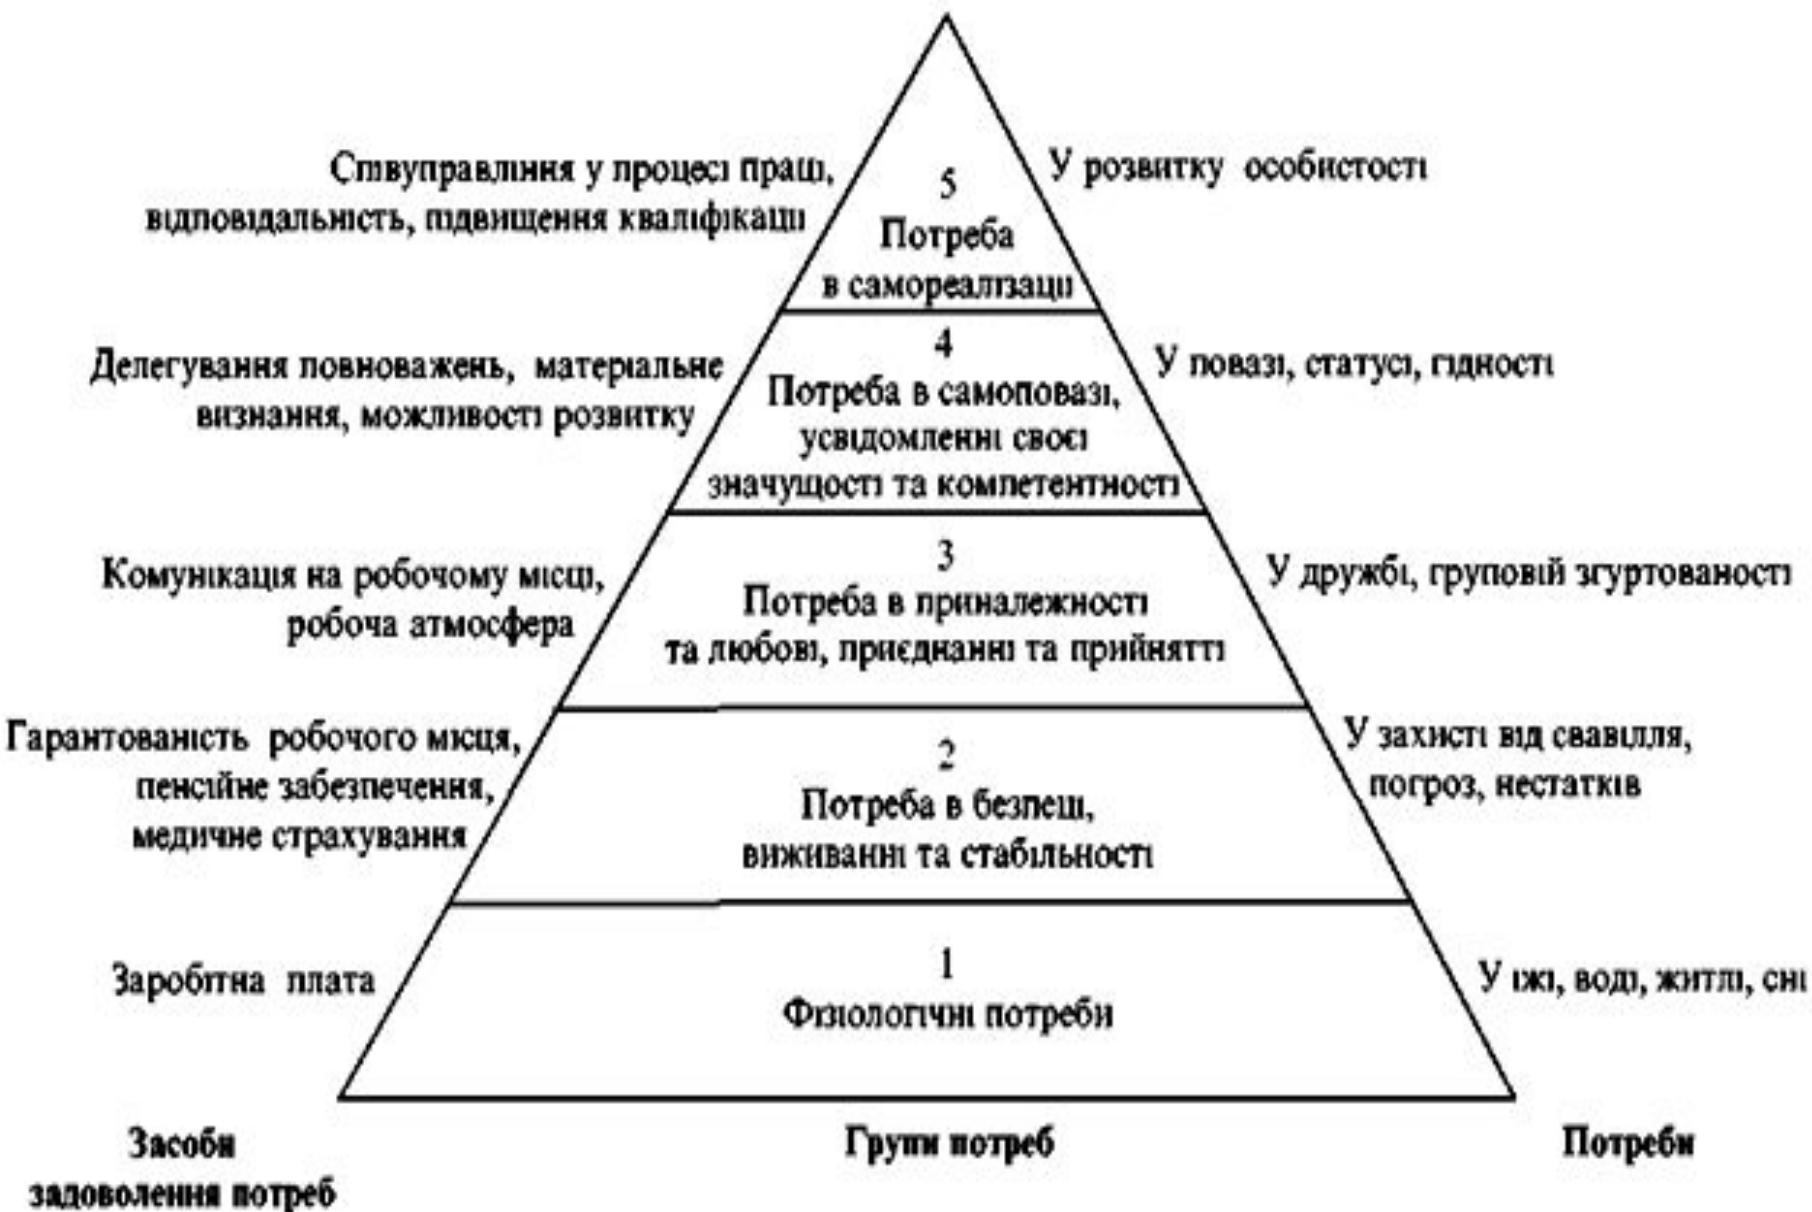 Співуправління у процесі праці,
відповідальність, підвищення кваліфікації
5
Потреба
в самореалізації
У розвитку особистості
Делегування повноважень, матеріальне
визнання, можливості розвитку
4
Потреба в самоповазі,
усвідомленні своєї
значущості та компетентності
У повазі, статусі, гідності
Комунікація на робочому місці,
робоча атмосфера
3
Потреба в приналежності
та любові, приєднанні та прийнятті
У дружбі, груповій згуртованості
Гарантованість робочого місця,
пенсійне забезпечення,
медичне страхування
2
Потреба в безпеці,
виживанні та стабільності
У захисті від свавілля,
погроз, нестатків
Заробітна плата
1
Фізіологічні потреби
У їжі, воді, житлі, сні
Засоби
задоволення потреб
Групи потреб
Потреби